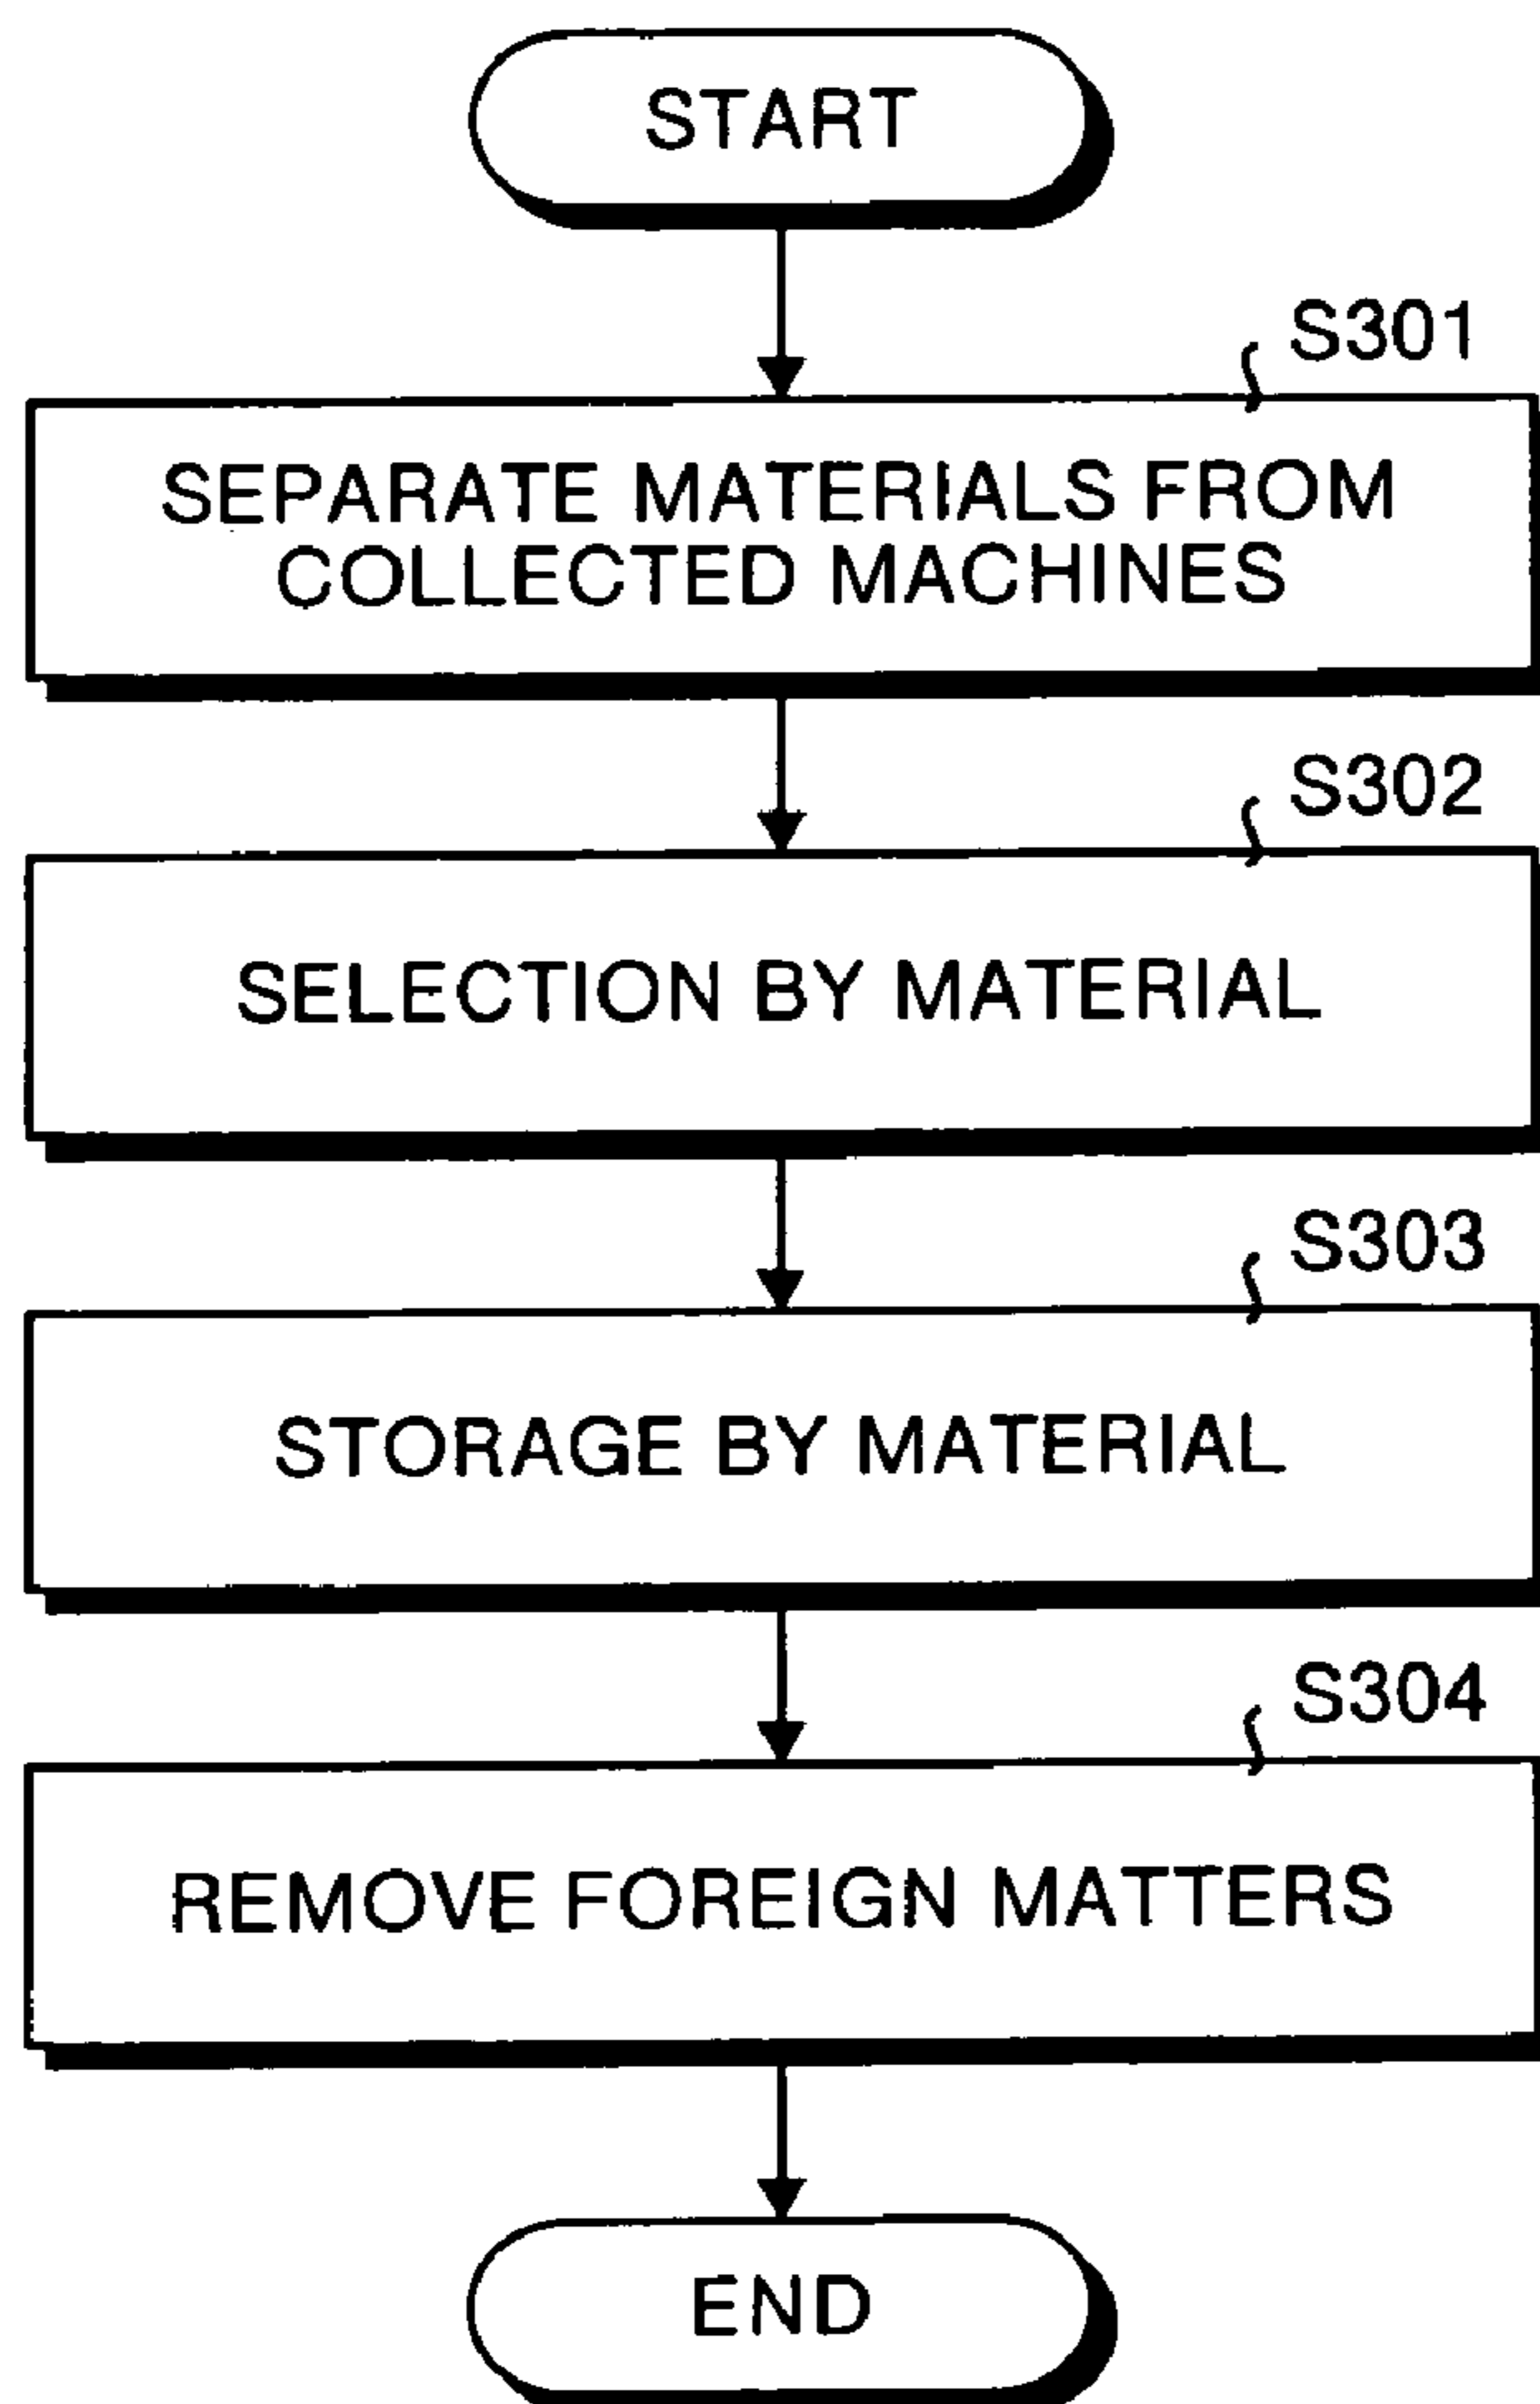 START
S301
SEPARATE MATERIALS FROM
COLLECTED MACHINES
S302
SELECTION BY MATERIAL
S303
STORAGE BY MATERIAL
S304
REMOVE FOREIGN MATTERS
END